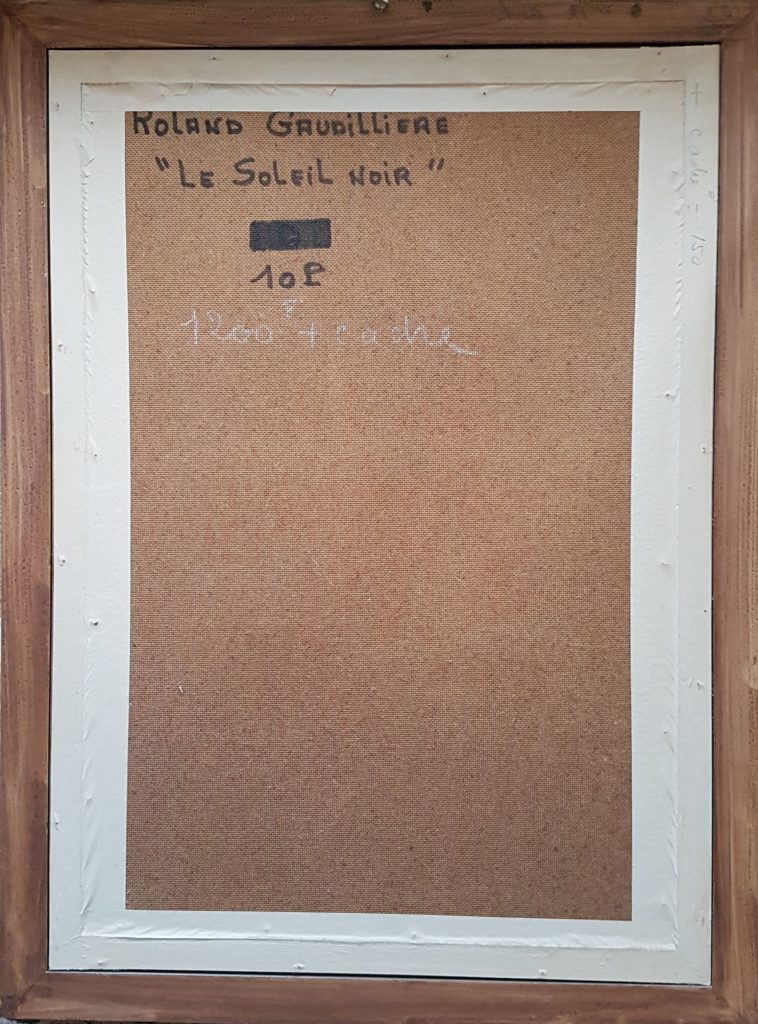 Roland Gaudilliere
"Le Soleil Noir"
10P
1200F + cadre
+ cadre = 150